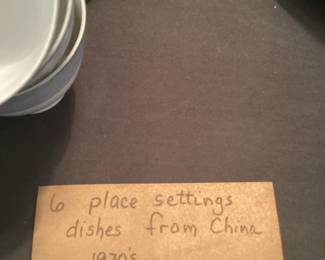 6 place settings
dishes from China
1970's